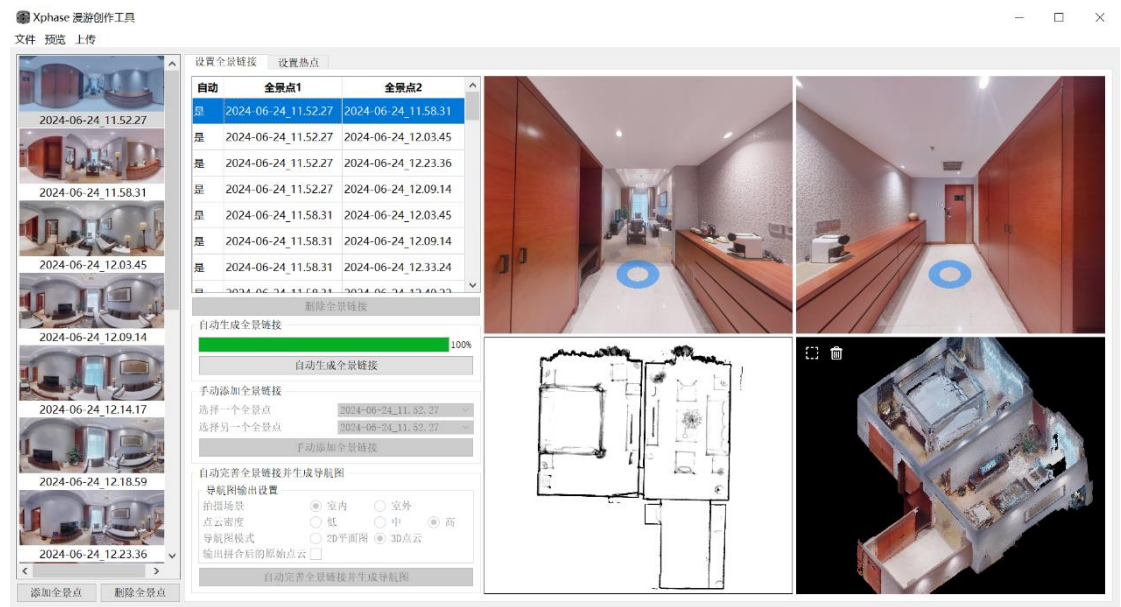 Xphase 漫游创作工具
文件 预览 上传
2024-06-24_11.52.27
2024-06-24_11.58.31
2024-06-24_12.03.45
2024-06-24_12.09.14
2024-06-24_12.14.17
2024-06-24_12.18.59
2024-06-24_12.23.36
添加全景点 删除全景点
设置全景链接 设置热点
自动 全景点1 全景点2
是 2024-06-24_11.52.27 2024-06-24_11.58.31
是 2024-06-24_11.52.27 2024-06-24_12.03.45
是 2024-06-24_11.52.27 2024-06-24_12.23.36
是 2024-06-24_11.52.27 2024-06-24_12.09.14
是 2024-06-24_11.58.31 2024-06-24_12.03.45
是 2024-06-24_11.58.31 2024-06-24_12.09.14
是 2024-06-24_11.58.31 2024-06-24_12.33.24
删除全景链接
自动生成全景链接
100%
自动生成全景链接
手动添加全景链接
选择一个全景点 2024-06-24_11.52.27
选择另一个全景点 2024-06-24_11.52.27
手动添加全景链接
自动完善全景链接并生成导航图
导航图输出设置
拍摄场景 室内 室外
点云密度 低 中 高
导航图模式 2D平面图 3D点云
输出拼合后的原始点云
自动完善全景链接并生成导航图